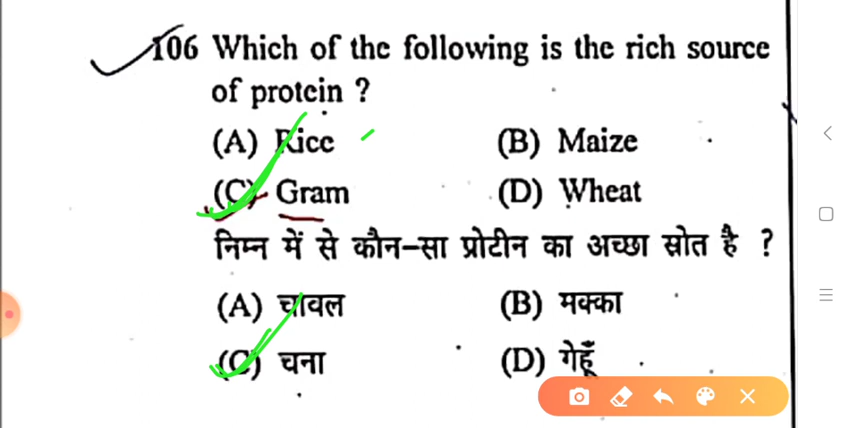 106 Which of the following is the rich source
of protein ?
(A) Rice (B) Maize
(C) Gram (D) Wheat
निम्न में से कौन-सा प्रोटीन का अच्छा स्रोत है ?
(A) चावल (B) मक्का
(C) चना (D) गेहूँ